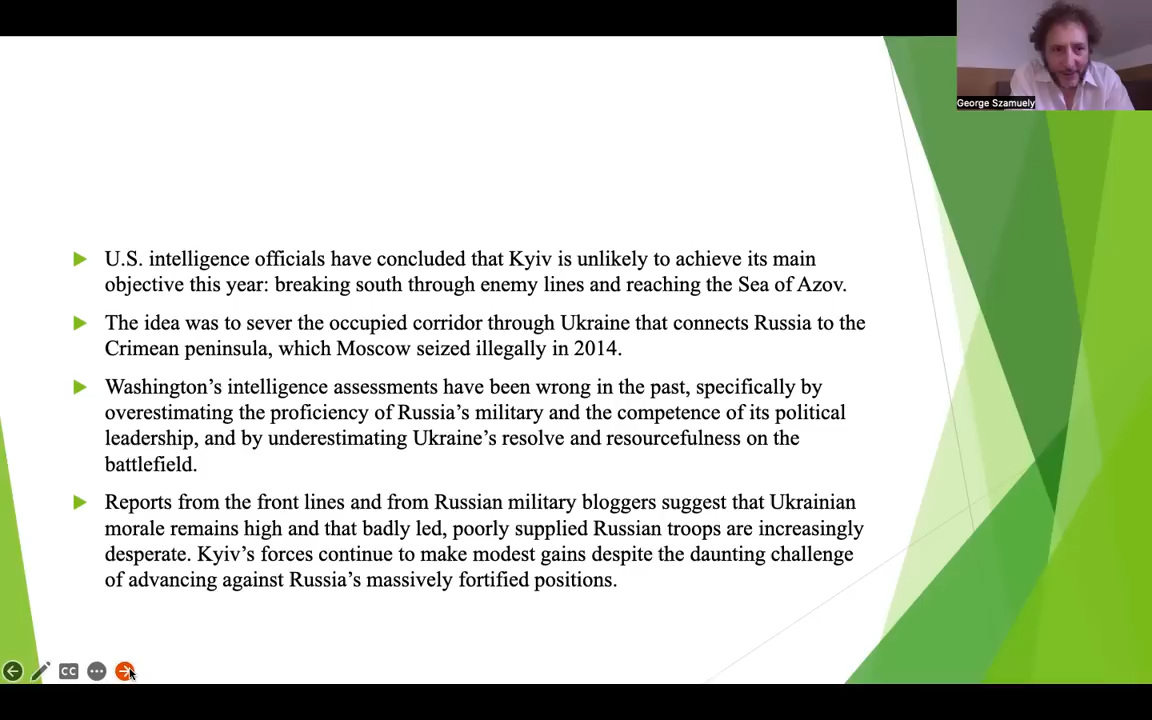 George Szamuely
U.S. intelligence officials have concluded that Kyiv is unlikely to achieve its main
objective this year: breaking south through enemy lines and reaching the Sea of Azov.
The idea was to sever the occupied corridor through Ukraine that connects Russia to the
Crimean peninsula, which Moscow seized illegally in 2014.
Washington’s intelligence assessments have been wrong in the past, specifically by
overestimating the proficiency of Russia’s military and the competence of its political
leadership, and by underestimating Ukraine’s resolve and resourcefulness on the
battlefield.
Reports from the front lines and from Russian military bloggers suggest that Ukrainian
morale remains high and that badly led, poorly supplied Russian troops are increasingly
desperate. Kyiv’s forces continue to make modest gains despite the daunting challenge
of advancing against Russia’s massively fortified positions.
CC